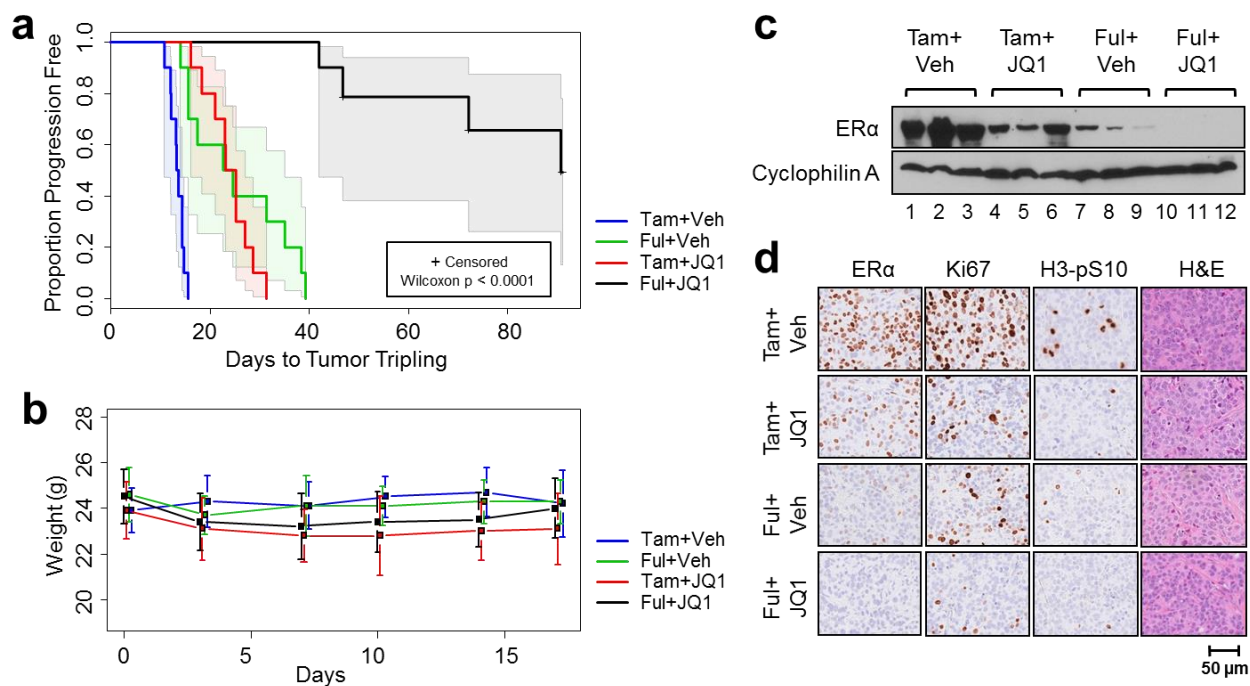 a
Proportion Progression Free
1.0
0.8
0.6
0.4
0.2
0.0
0 20 40 60 80
Days to Tumor Tripling
+ Censored
Wilcoxon p < 0.0001
Tam+Veh
Ful+Veh
Tam+JQ1
Ful+JQ1
b
Weight (g)
28
26
24
22
20
0 5 10 15
Days
Tam+Veh
Ful+Veh
Tam+JQ1
Ful+JQ1
c
Tam+ Tam+ Ful+ Ful+
Veh JQ1 Veh JQ1
ERα
Cyclophilin A
1 2 3 4 5 6 7 8 9 10 11 12
d
ERα Ki67 H3-pS10 H&E
Tam+
Veh
Tam+
JQ1
Ful+
Veh
Ful+
JQ1
50 µm